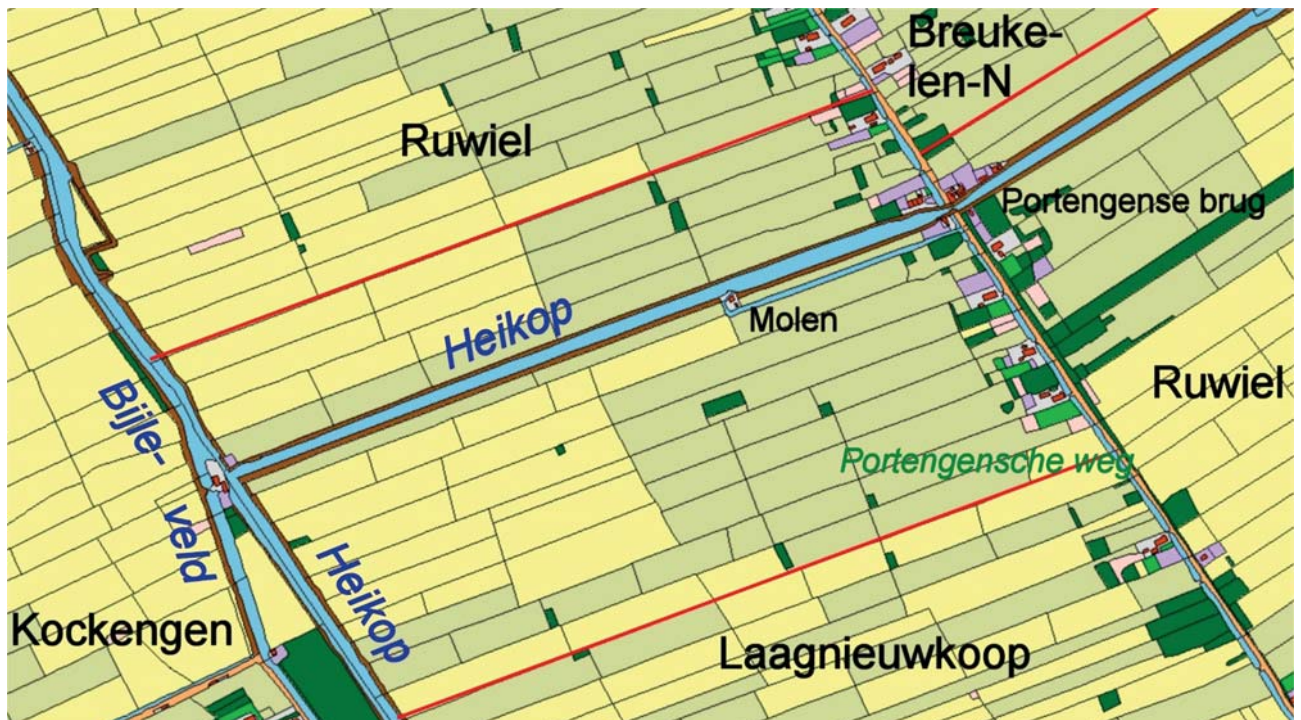 Breuke-
len-N
Ruwiel
Portengense brug
Heikop
Molen
Ruwiel
Bijle-
veld
Portengensche weg
Heikop
Kockengen
Laagnieuwkoop